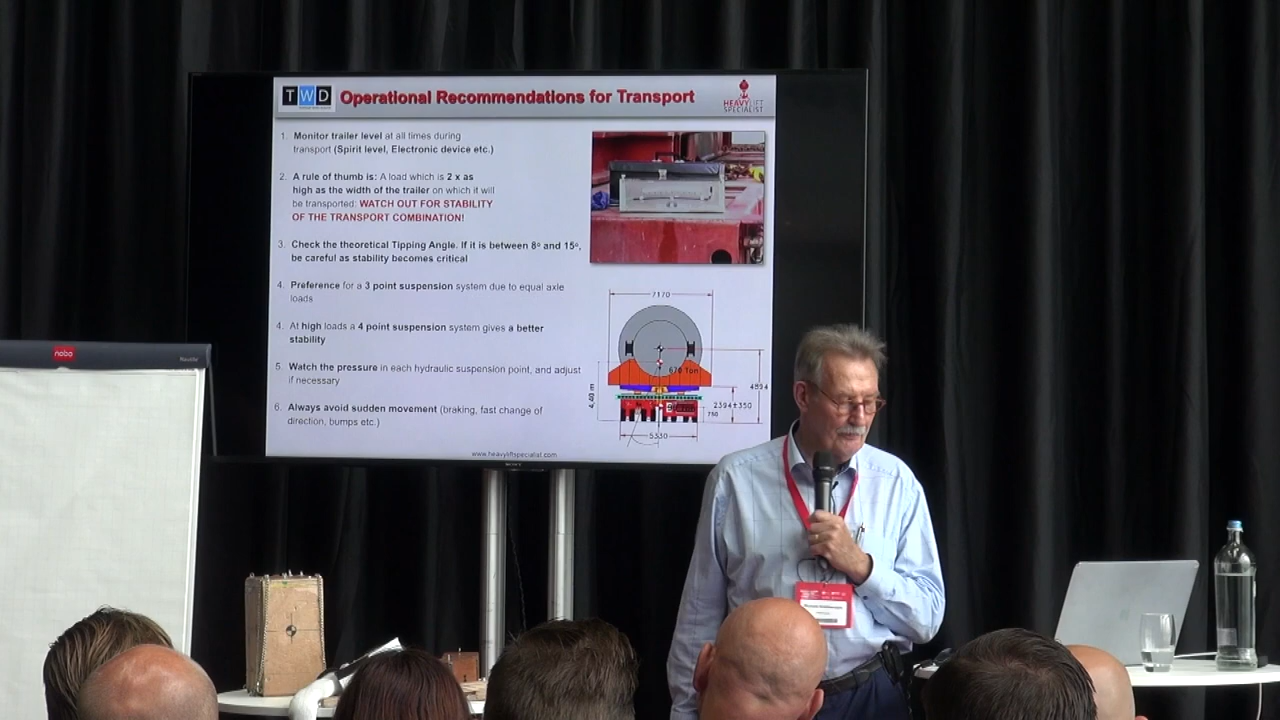 TWD
Operational Recommendations for Transport
HEAVYLIFT
SPECIALIST
1. Monitor trailer level at all times during
transport (Spirit level, Electronic device etc.)
2. A rule of thumb is: A load which is 2 x as
high as the width of the trailer on which it will
be transported: WATCH OUT FOR STABILITY
OF THE TRANSPORT COMBINATION!
3. Check the theoretical Tipping Angle. If it is between 8º and 15º,
be careful as stability becomes critical
4. Preference for a 3 point suspension system due to equal axle
loads
4. At high loads a 4 point suspension system gives a better
stability
5. Watch the pressure in each hydraulic suspension point, and adjust
if necessary
6. Always avoid sudden movement (braking, fast change of
direction, bumps etc.)
7170
670 Ton
4,40 m
4894
2394±350
750
5330
www.heavyliftspecialist.com
SONY
nobo